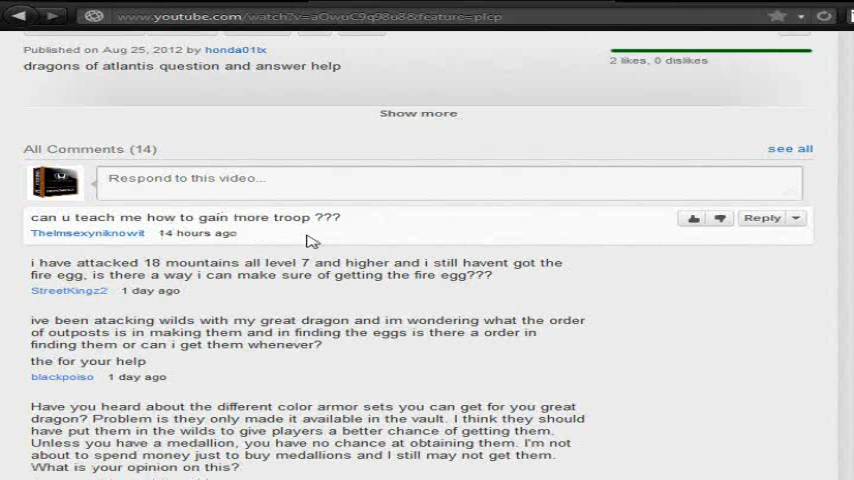 www.youtube.com/watch?v=aOwuC9q98u8&feature=plcp
Published on Aug 25, 2012 by honda01lx
2 likes, 0 dislikes
dragons of atlantis question and answer help
Show more
All Comments (14)
see all
Respond to this video...
can u teach me how to gain more troop ???
Reply
TheImsexyniknowit 14 hours ago
i have attacked 18 mountains all level 7 and higher and i still havent got the
fire egg, is there a way i can make sure of getting the fire egg???
StreetKingz2 1 day ago
ive been atacking wilds with my great dragon and im wondering what the order
of outposts is in making them and in finding the eggs is there a order in
finding them or can i get them whenever?
the for your help
blackpoiso 1 day ago
Have you heard about the different color armor sets you can get for you great
dragon? Problem is they only made it available in the vault. I think they should
have put them in the wilds to give players a better chance of getting them.
Unless you have a medallion, you have no chance at obtaining them. I'm not
about to spend money just to buy medallions and I still may not get them.
What is your opinion on this?